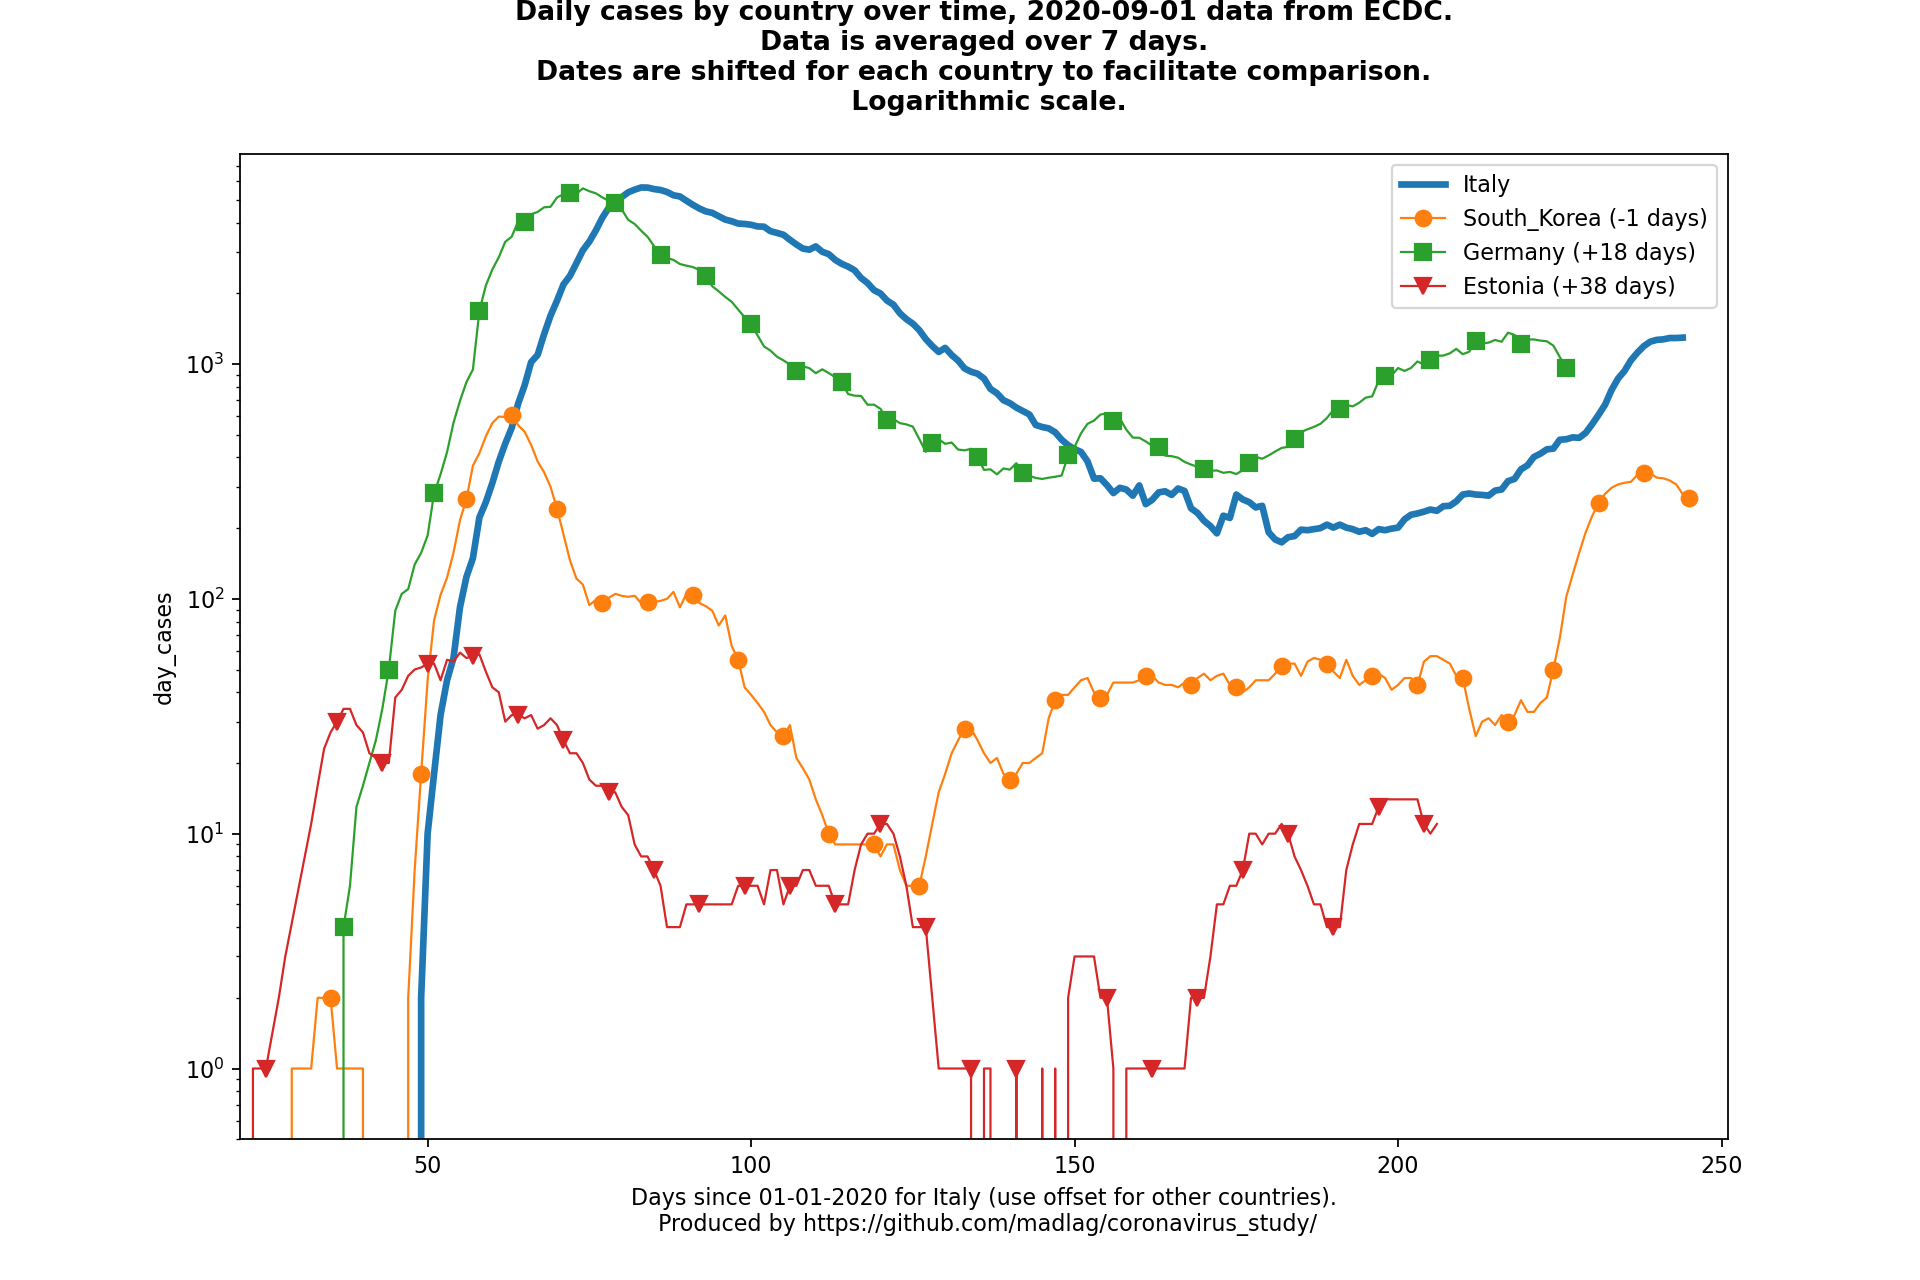 Daily cases by country over time, 2020-09-01 data from ECDC.
Data is averaged over 7 days.
Dates are shifted for each country to facilitate comparison.
Logarithmic scale.
Italy
South_Korea (-1 days)
Germany (+18 days)
Estonia (+38 days)
day_cases
10³
10²
10¹
10⁰
50 100 150 200 250
Days since 01-01-2020 for Italy (use offset for other countries).
Produced by https://github.com/madlag/coronavirus_study/